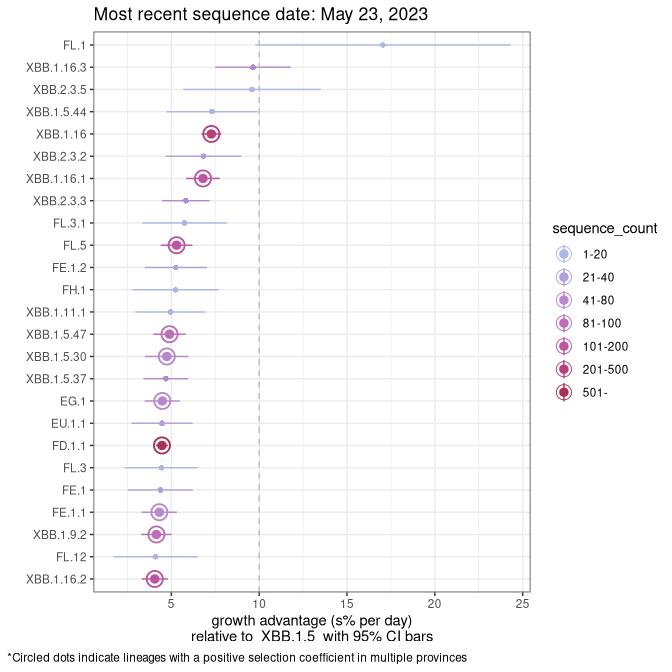 Most recent sequence date: May 23, 2023
FL.1
XBB.1.16.3
XBB.2.3.5
XBB.1.5.44
XBB.1.16
XBB.2.3.2
XBB.1.16.1
XBB.2.3.3
FL.3.1
FL.5
FE.1.2
FH.1
XBB.1.11.1
XBB.1.5.47
XBB.1.5.30
XBB.1.5.37
EG.1
EU.1.1
FD.1.1
FL.3
FE.1
FE.1.1
XBB.1.9.2
FL.12
XBB.1.16.2
5 10 15 20 25
growth advantage (s% per day)
relative to XBB.1.5 with 95% CI bars
sequence_count
1-20
21-40
41-80
81-100
101-200
201-500
501-
*Circled dots indicate lineages with a positive selection coefficient in multiple provinces